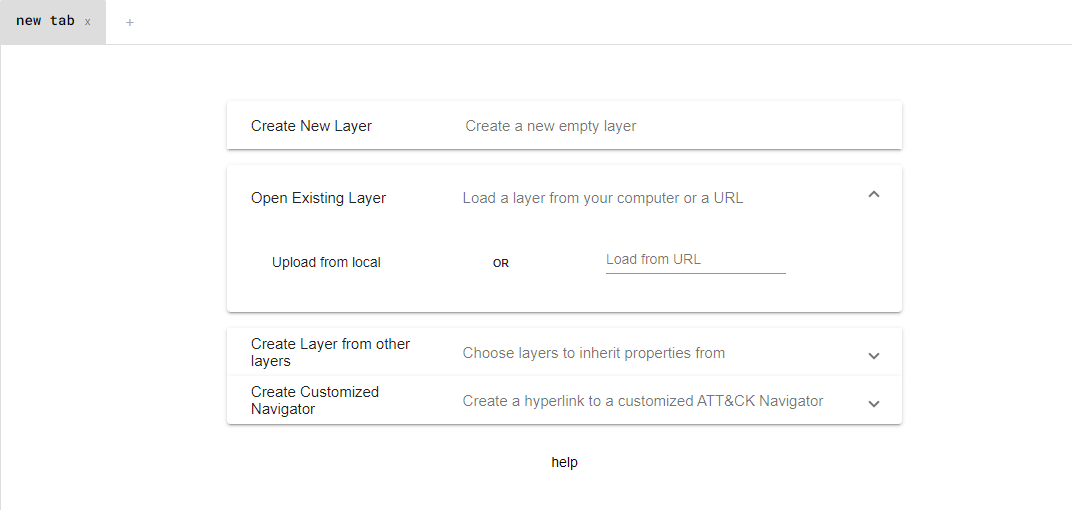 new tab x +
Create New Layer Create a new empty layer
Open Existing Layer Load a layer from your computer or a URL
Upload from local OR Load from URL
Create Layer from other
layers
Choose layers to inherit properties from
Create Customized
Navigator
Create a hyperlink to a customized ATT&CK Navigator
help